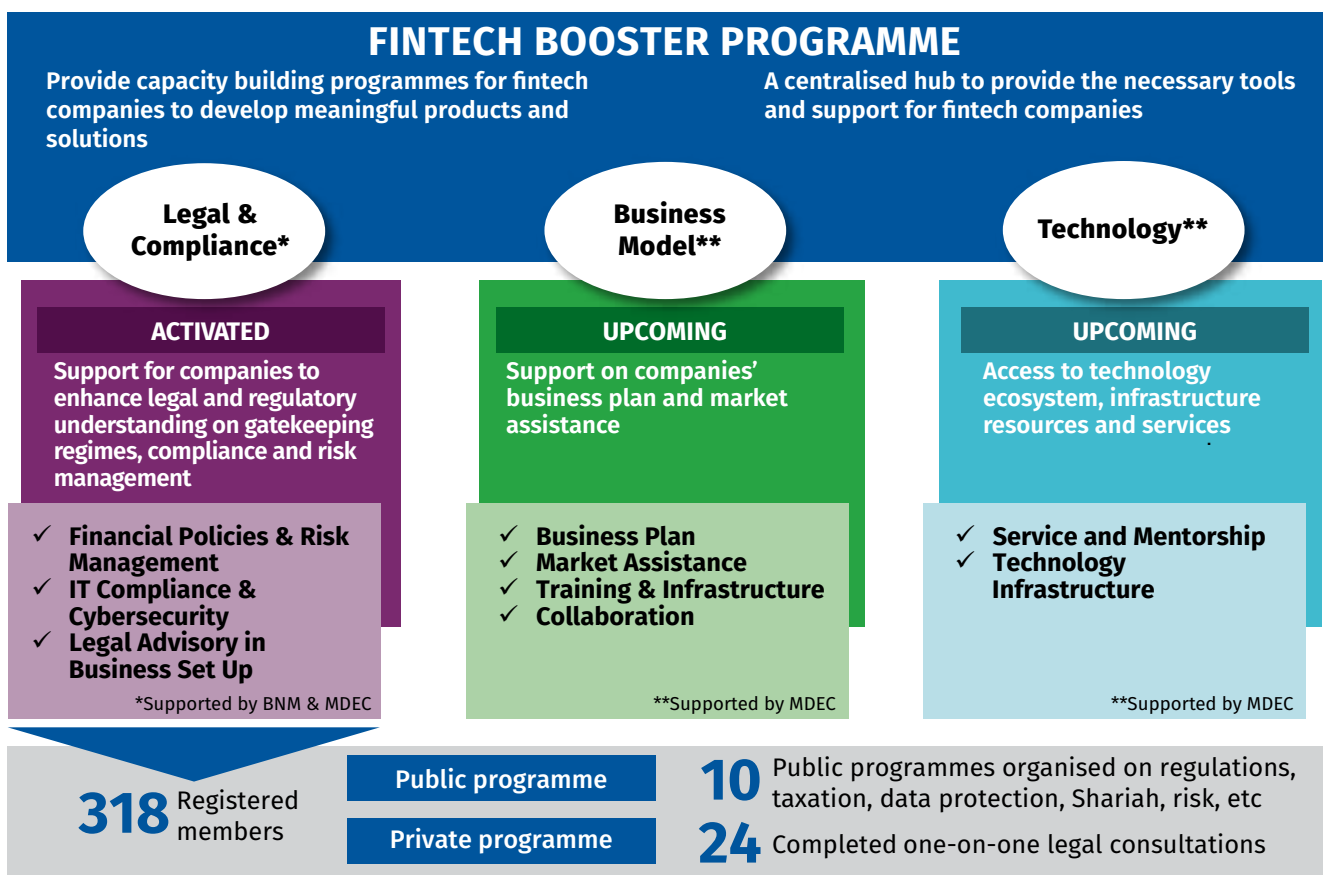 FINTECH BOOSTER PROGRAMME
Provide capacity building programmes for fintech
companies to develop meaningful products and
solutions
A centralised hub to provide the necessary tools
and support for fintech companies
Legal &
Compliance*
Business
Model**
Technology**
ACTIVATED
Support for companies to
enhance legal and regulatory
understanding on gatekeeping
regimes, compliance and risk
management
✓ Financial Policies & Risk
Management
✓ IT Compliance &
Cybersecurity
✓ Legal Advisory in
Business Set Up
*Supported by BNM & MDEC
UPCOMING
Support on companies’
business plan and market
assistance
✓ Business Plan
✓ Market Assistance
✓ Training & Infrastructure
✓ Collaboration
**Supported by MDEC
UPCOMING
Access to technology
ecosystem, infrastructure
resources and services
✓ Service and Mentorship
✓ Technology
Infrastructure
**Supported by MDEC
318 Registered
members
Public programme
Private programme
10 Public programmes organised on regulations,
taxation, data protection, Shariah, risk, etc
24 Completed one-on-one legal consultations